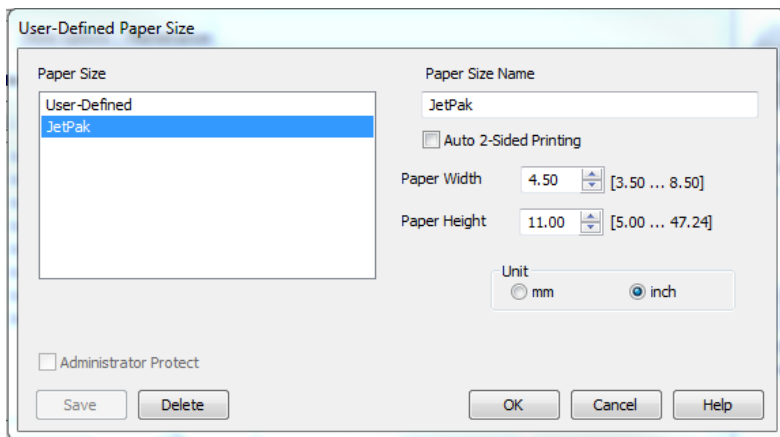 User-Defined Paper Size
Paper Size
User-Defined
JetPak
Paper Size Name
JetPak
Auto 2-Sided Printing
Paper Width 4.50 [3.50 ... 8.50]
Paper Height 11.00 [5.00 ... 47.24]
Unit
mm inch
Administrator Protect
Save Delete OK Cancel Help